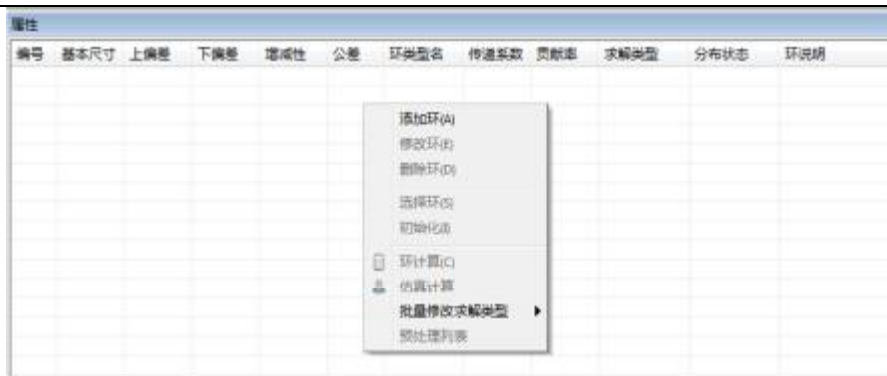 属性
编号 基本尺寸 上偏差 下偏差 增减性 公差 环类型名 传递系数 贡献率 求解类型 分布状态 环说明
添加环(A)
修改环(E)
删除环(D)
选择环(S)
初始化(I)
环计算(C)
仿真计算
批量修改求解类型
预处理列表